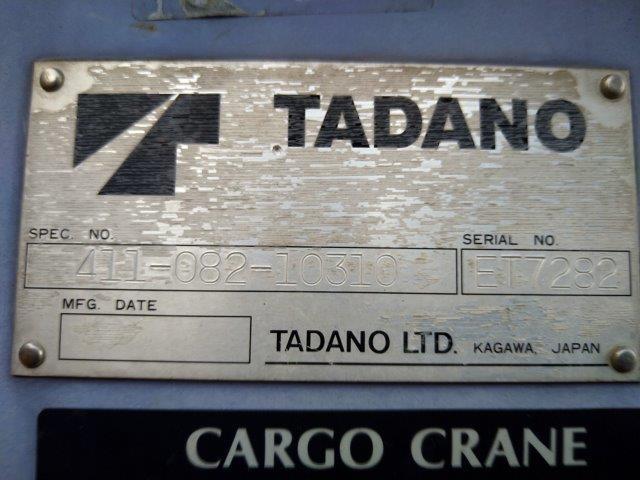 TADANO
SPEC. NO.
411-082-10310
SERIAL NO.
ET7282
MFG. DATE
TADANO LTD. KAGAWA, JAPAN
CARGO CRANE